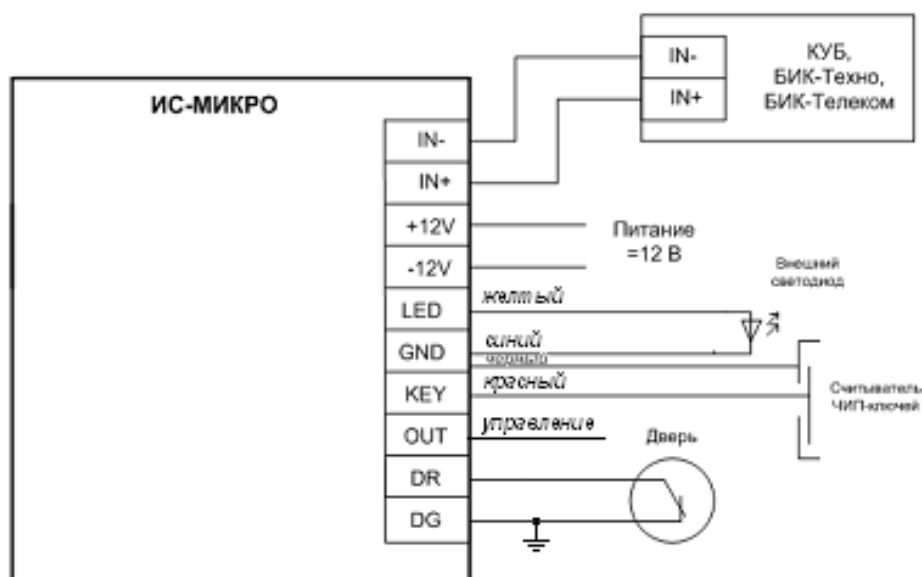 ИС-МИКРО
IN-
IN+
+12V
-12V
LED
GND
KEY
OUT
DR
DG
IN-
IN+
КУБ,
БИК-Техно,
БИК-Телеком
Питание
=12 В
Внешний
светодиод
желтый
синий
черный
красный
управление
Считыватель
ЧИП-ключей
Дверь